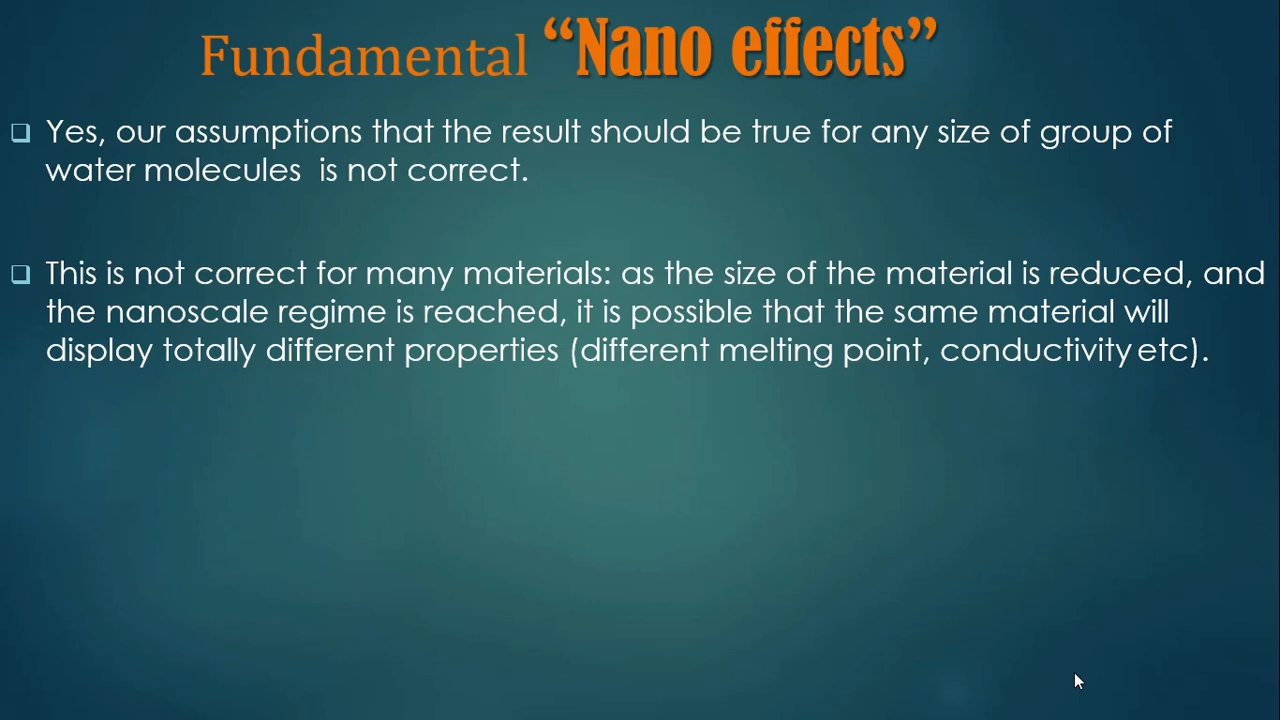 Fundamental “Nano effects”
Yes, our assumptions that the result should be true for any size of group of
water molecules is not correct.
This is not correct for many materials: as the size of the material is reduced, and
the nanoscale regime is reached, it is possible that the same material will
display totally different properties (different melting point, conductivity etc).